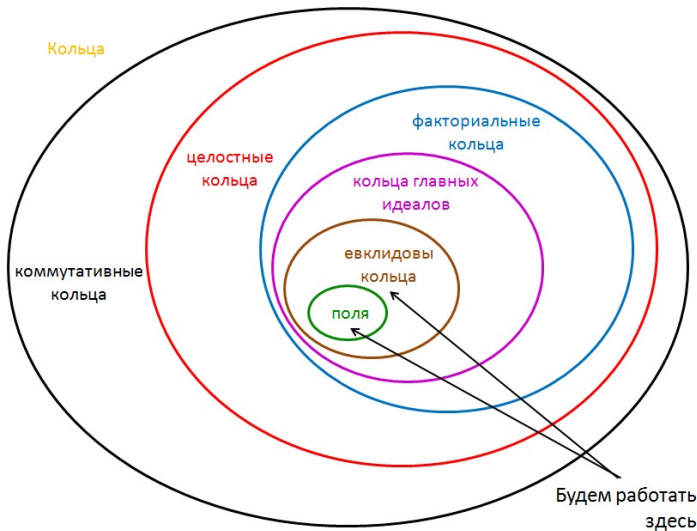 Кольца
факториальные
кольца
целостные
кольца
кольца главных
идеалов
евклидовы
кольца
коммутативные
кольца
поля
Будем работать
здесь